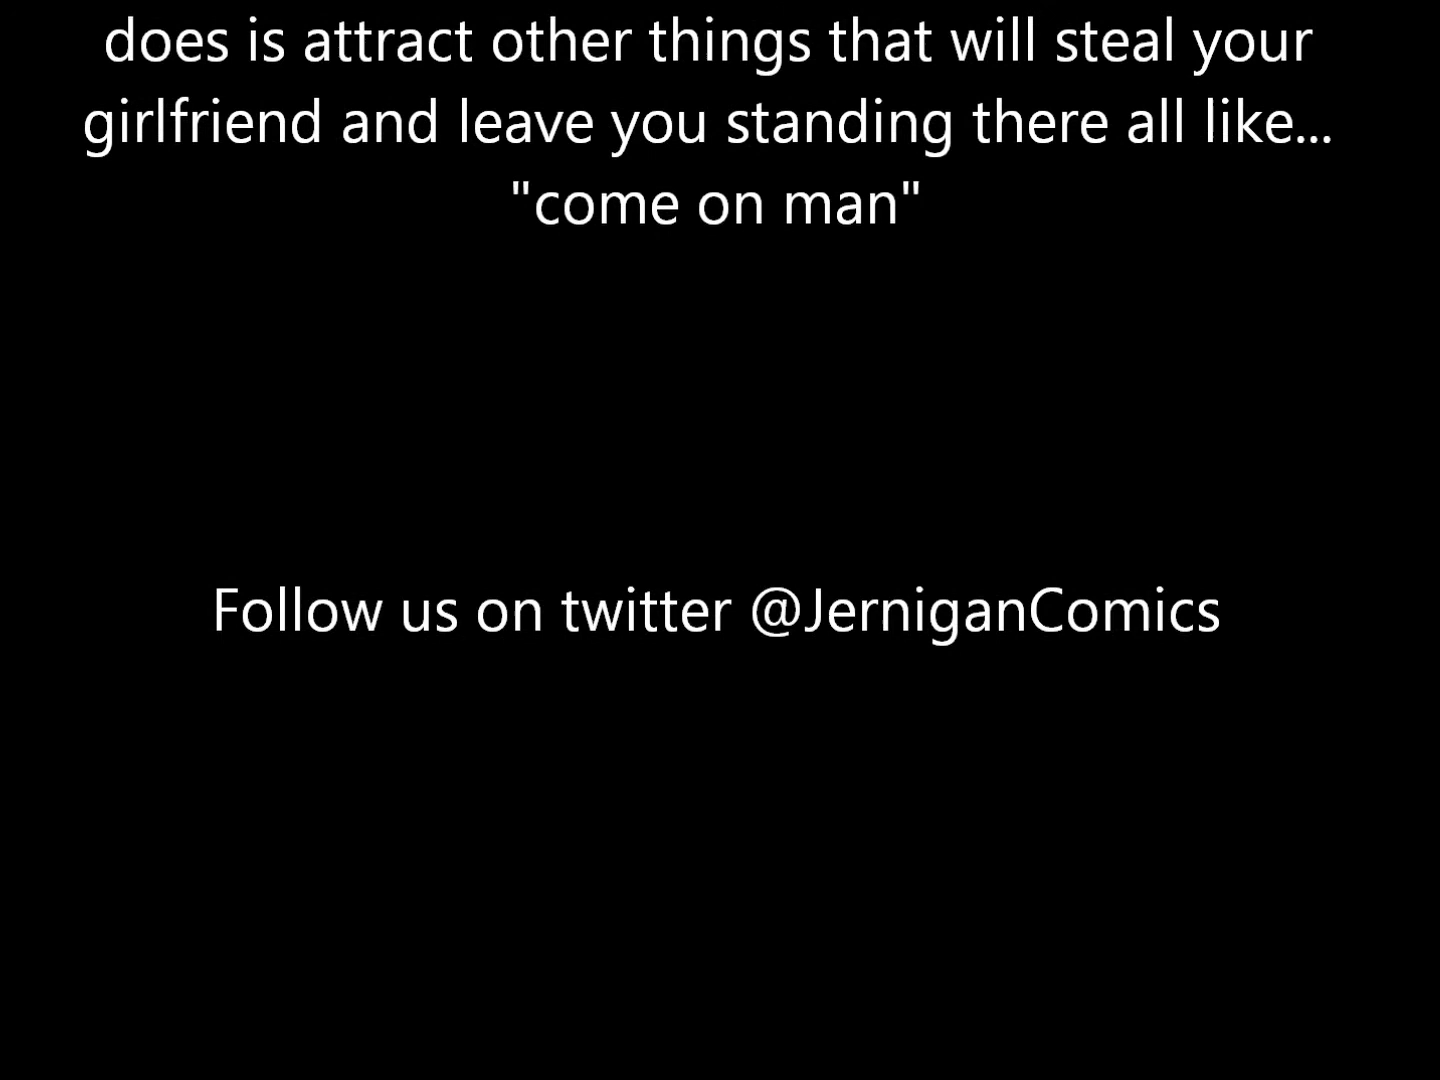 does is attract other things that will steal your
girlfriend and leave you standing there all like...
"come on man"
Follow us on twitter @JerniganComics